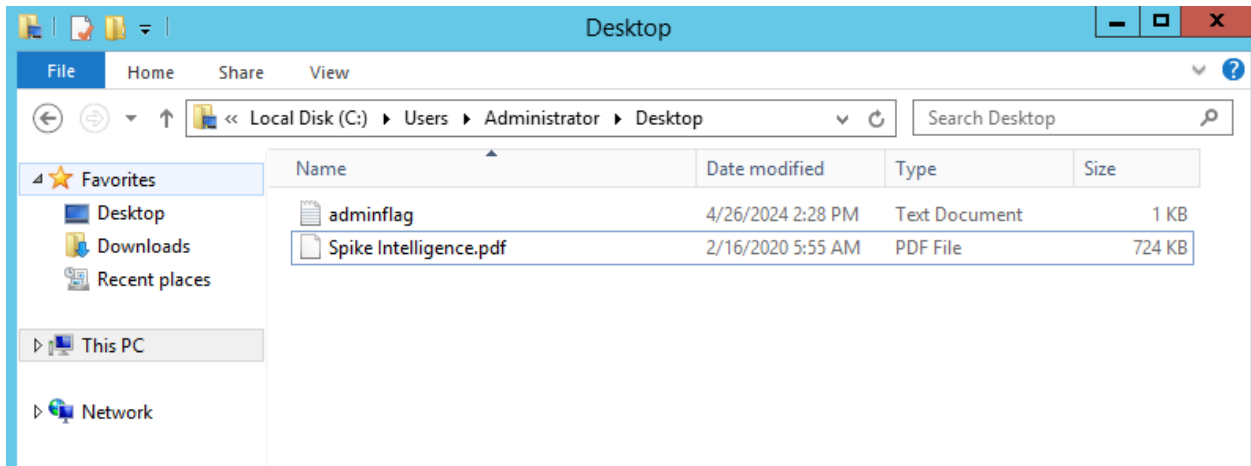 Desktop
File Home Share View
« Local Disk (C:) Users Administrator Desktop Search Desktop
Favorites
Desktop
Downloads
Recent places
This PC
Network
Name Date modified Type Size
adminflag 4/26/2024 2:28 PM Text Document 1 KB
Spike Intelligence.pdf 2/16/2020 5:55 AM PDF File 724 KB